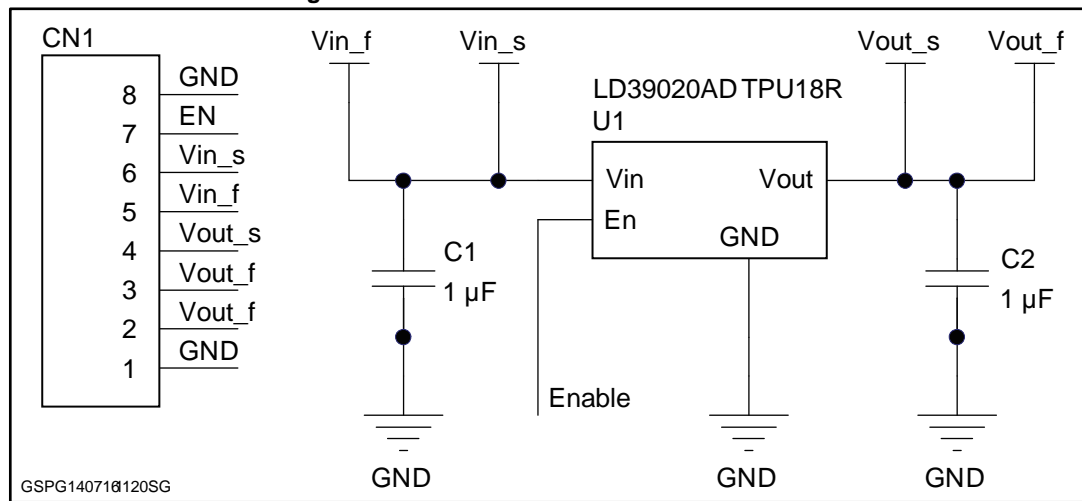 CN1
8 GND
7 EN
6 Vin_s
5 Vin_f
4 Vout_s
3 Vout_f
2 Vout_f
1 GND
Vin_f
Vin_s
Vout_s
Vout_f
LD39020ADTPU18R
U1
Vin
Vout
En
GND
C1
1 µF
C2
1 µF
Enable
GND
GND
GND